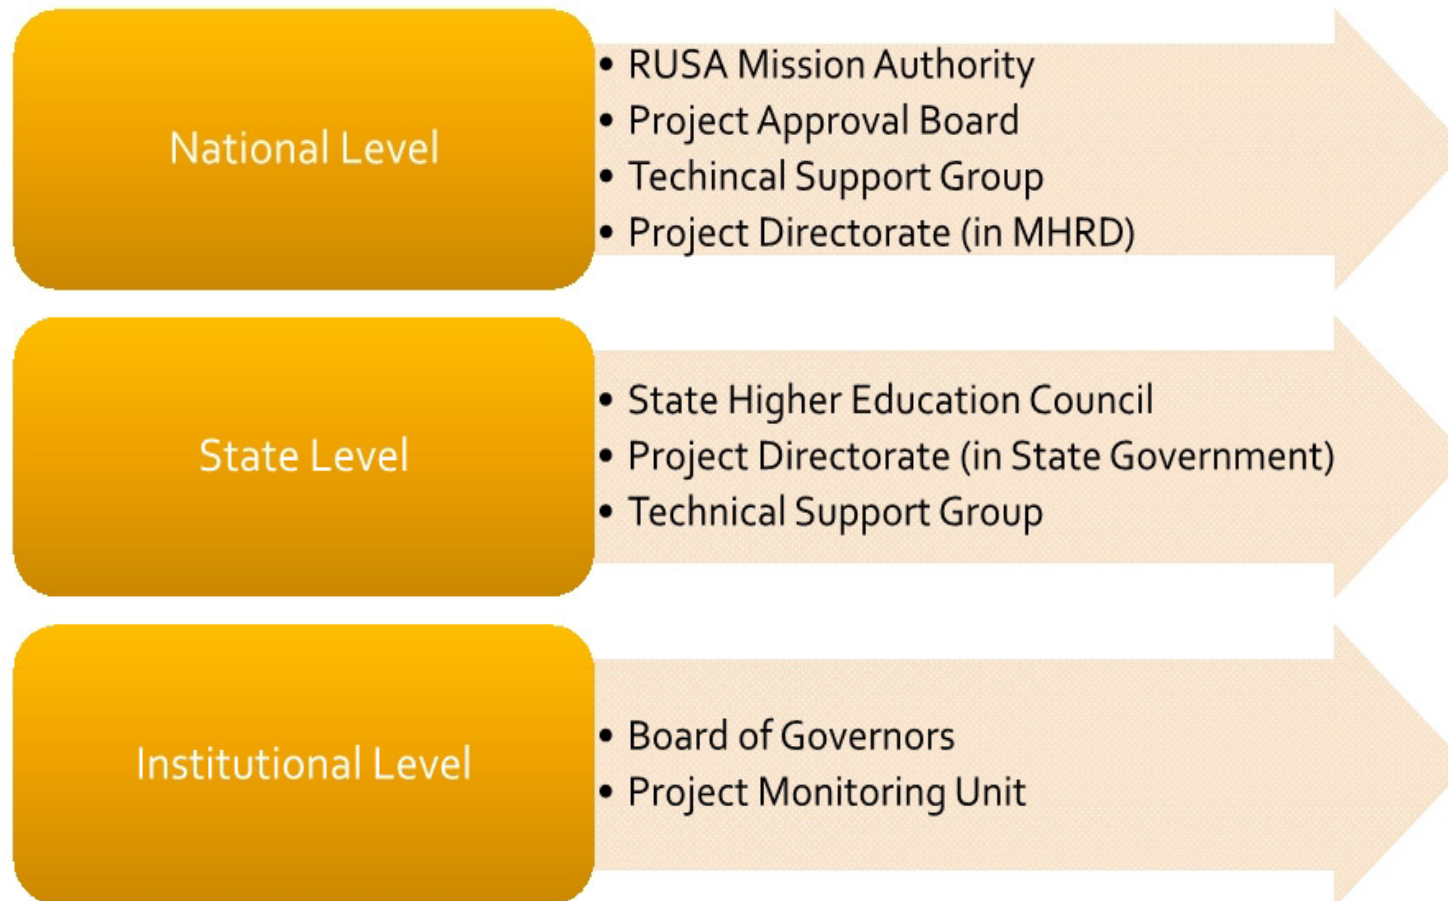 National Level
• RUSA Mission Authority
• Project Approval Board
• Techincal Support Group
• Project Directorate (in MHRD)
State Level
• State Higher Education Council
• Project Directorate (in State Government)
• Technical Support Group
Institutional Level
• Board of Governors
• Project Monitoring Unit